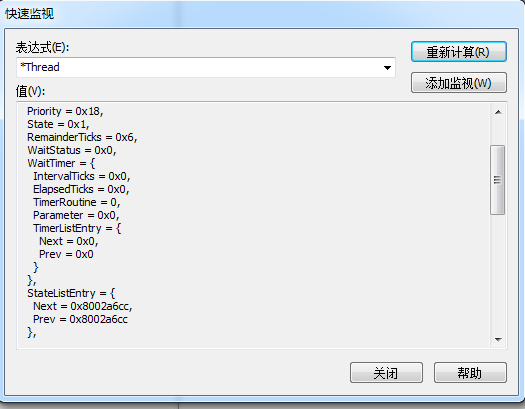 快速监视
表达式(E):
重新计算(R)
*Thread
添加监视(W)
值(V):
Priority = 0x18,
State = 0x1,
RemainderTicks = 0x6,
WaitStatus = 0x0,
WaitTimer = {
IntervalTicks = 0x0,
ElapsedTicks = 0x0,
TimerRoutine = 0,
Parameter = 0x0,
TimerListEntry = {
Next = 0x0,
Prev = 0x0
}
},
StateListEntry = {
Next = 0x8002a6cc,
Prev = 0x8002a6cc
},
关闭
帮助